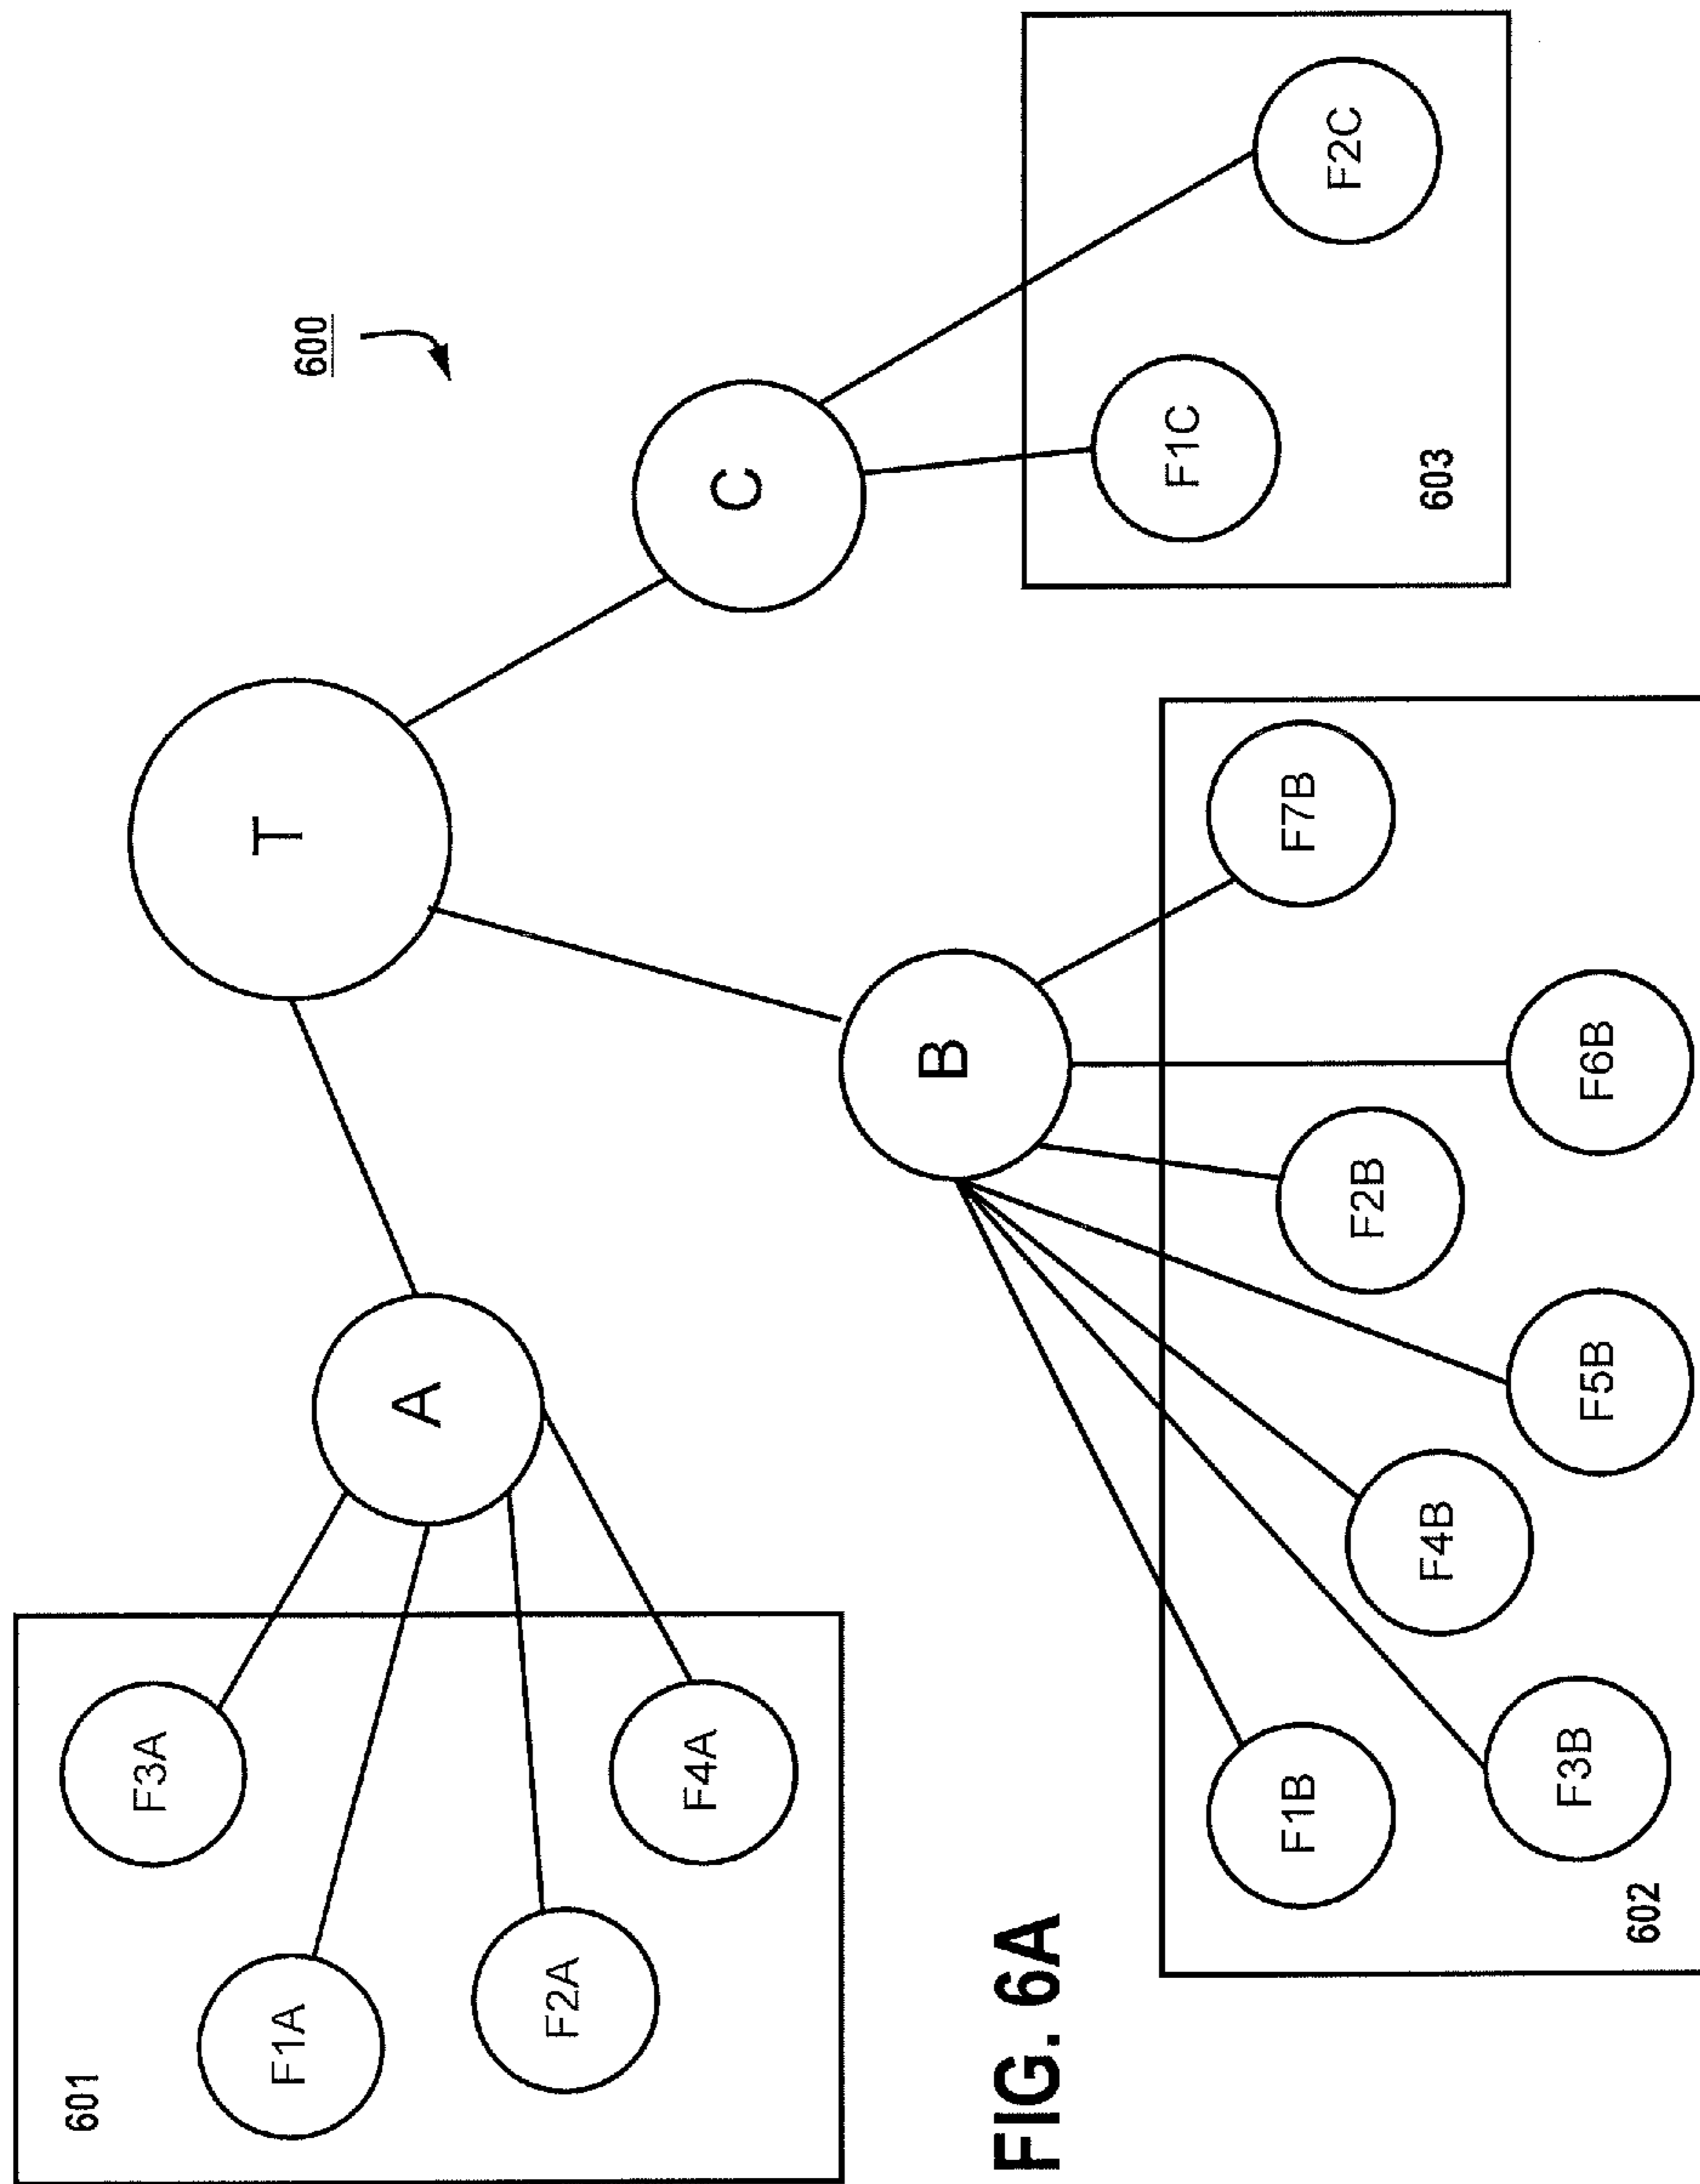 600
T
A
B
C
601
F1A
F3A
F2A
F4A
F1B
F3B
F4B
F5B
F2B
F6B
F7B
602
F1C
F2C
603
FIG. 6A